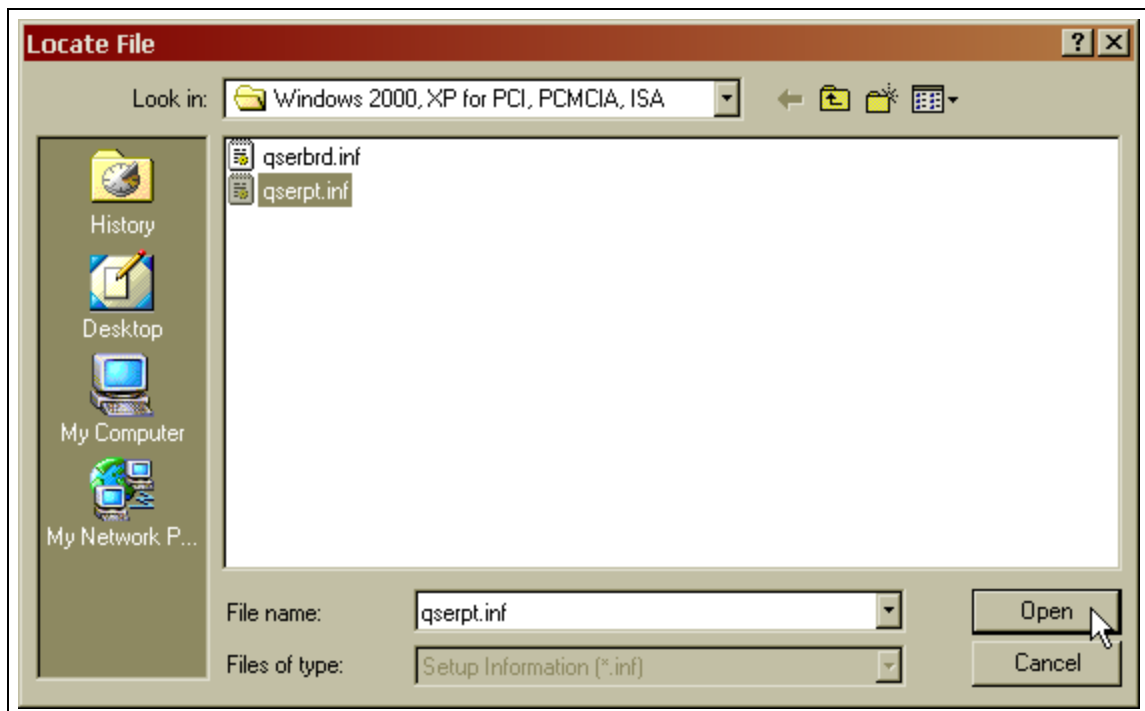 Locate File
Look in: Windows 2000, XP for PCI, PCMCIA, ISA
qserbrd.inf
qserpt.inf
History
Desktop
My Computer
My Network P...
File name: qserpt.inf Open
Files of type: Setup Information (*.inf) Cancel